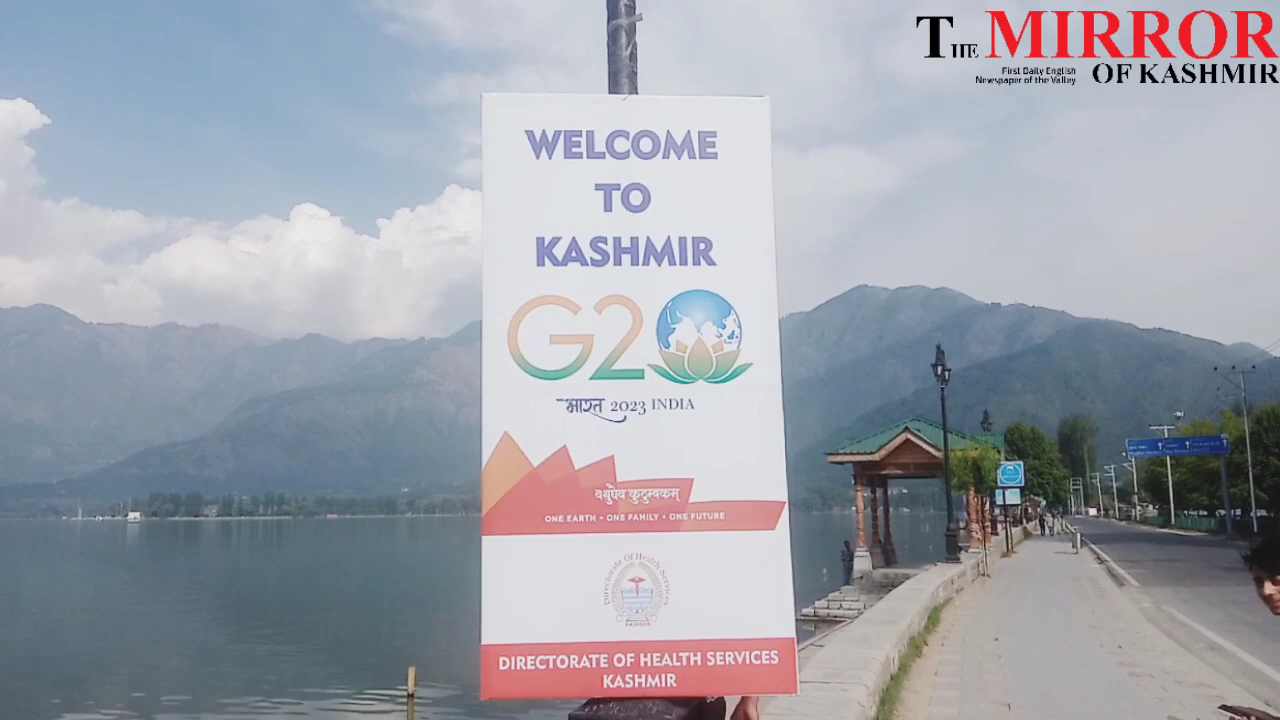 THE MIRROR
First Daily English
Newspaper of the Valley
OF KASHMIR
WELCOME
TO
KASHMIR
G20
भारत 2023 INDIA
वसुधैव कुटुम्बकम्
ONE EARTH • ONE FAMILY • ONE FUTURE
Directorate Of Health Services
KASHMIR
DIRECTORATE OF HEALTH SERVICES
KASHMIR